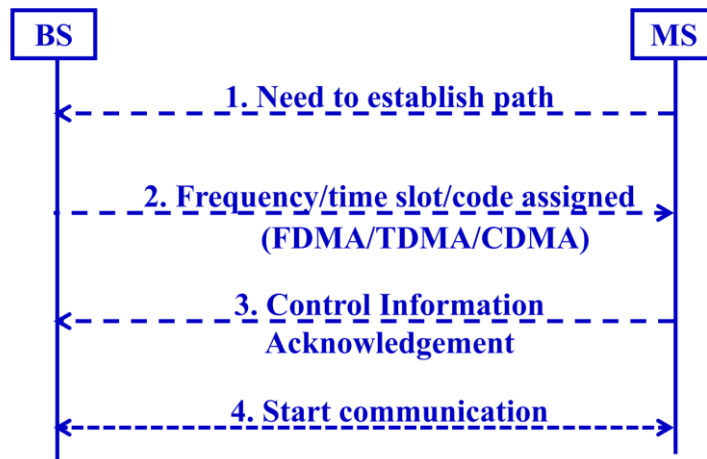 BS
MS
1. Need to establish path
2. Frequency/time slot/code assigned
(FDMA/TDMA/CDMA)
3. Control Information
Acknowledgement
4. Start communication